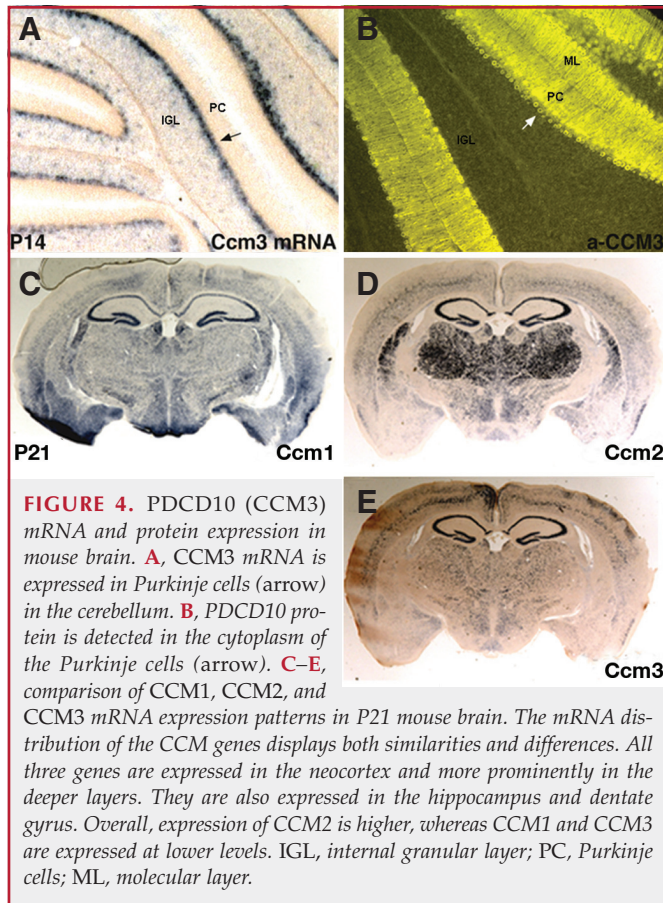 A
PC
IGL
P14
Ccm3 mRNA
B
ML
PC
IGL
a-CCM3
C
P21
Ccm1
D
Ccm2
E
Ccm3
FIGURE 4. PDCD10 (CCM3)
mRNA and protein expression in
mouse brain. A, CCM3 mRNA is
expressed in Purkinje cells (arrow)
in the cerebellum. B, PDCD10 pro-
tein is detected in the cytoplasm of
the Purkinje cells (arrow). C–E,
comparison of CCM1, CCM2, and
CCM3 mRNA expression patterns in P21 mouse brain. The mRNA dis-
tribution of the CCM genes displays both similarities and differences. All
three genes are expressed in the neocortex and more prominently in the
deeper layers. They are also expressed in the hippocampus and dentate
gyrus. Overall, expression of CCM2 is higher, whereas CCM1 and CCM3
are expressed at lower levels. IGL, internal granular layer; PC, Purkinje
cells; ML, molecular layer.